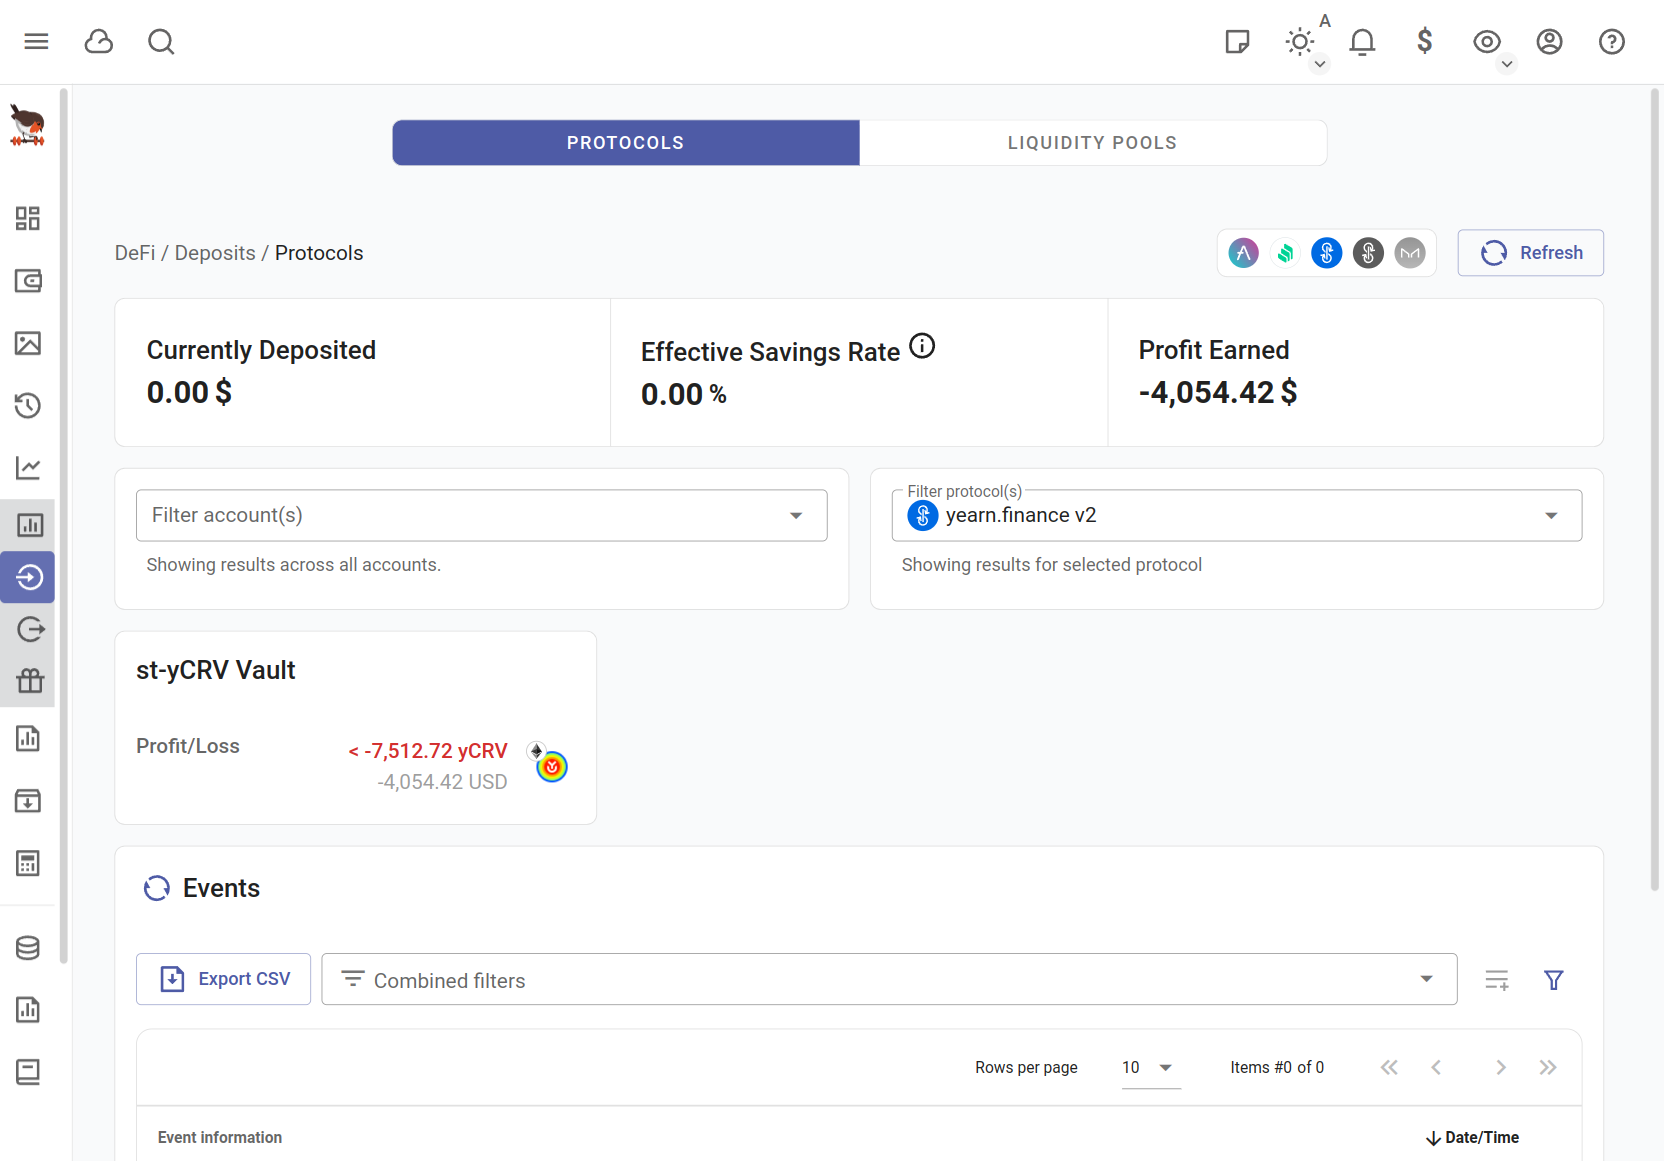 A
PROTOCOLS
LIQUIDITY POOLS
DeFi / Deposits / Protocols
Refresh
Currently Deposited
0.00 $
Effective Savings Rate
0.00 %
Profit Earned
-4,054.42 $
Filter account(s)
Showing results across all accounts.
Filter protocol(s)
yearn.finance v2
Showing results for selected protocol
st-yCRV Vault
Profit/Loss
< -7,512.72 yCRV
-4,054.42 USD
Events
Export CSV
Combined filters
Rows per page
10
Items #0 of 0
Event information
Date/Time